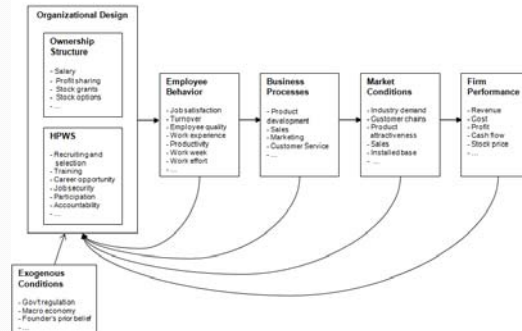 Organizational Design
Ownership
Structure
- Salary
- Profit sharing
- Stock grants
- Stock options
- ...
HPWS
- Recruiting and
selection
- Training
- Career opportunity
- Job security
- Participation
- Accountability
- ...
Employee
Behavior
- Job satisfaction
- Turnover
- Employee quality
- Work experience
- Productivity
- Work week
- Work effort
- ...
Business
Processes
- Product
development
- Sales
- Marketing
- Customer Service
- ...
Market
Conditions
- Industry demand
- Customer chains
- Product
attractiveness
- Sales
- Installed base
- ...
Firm
Performance
- Revenue
- Cost
- Profit
- Cash flow
- Stock price
- ...
Exogenous
Conditions
- Gov't regulation
- Macro economy
- Founder's prior belief
- ...